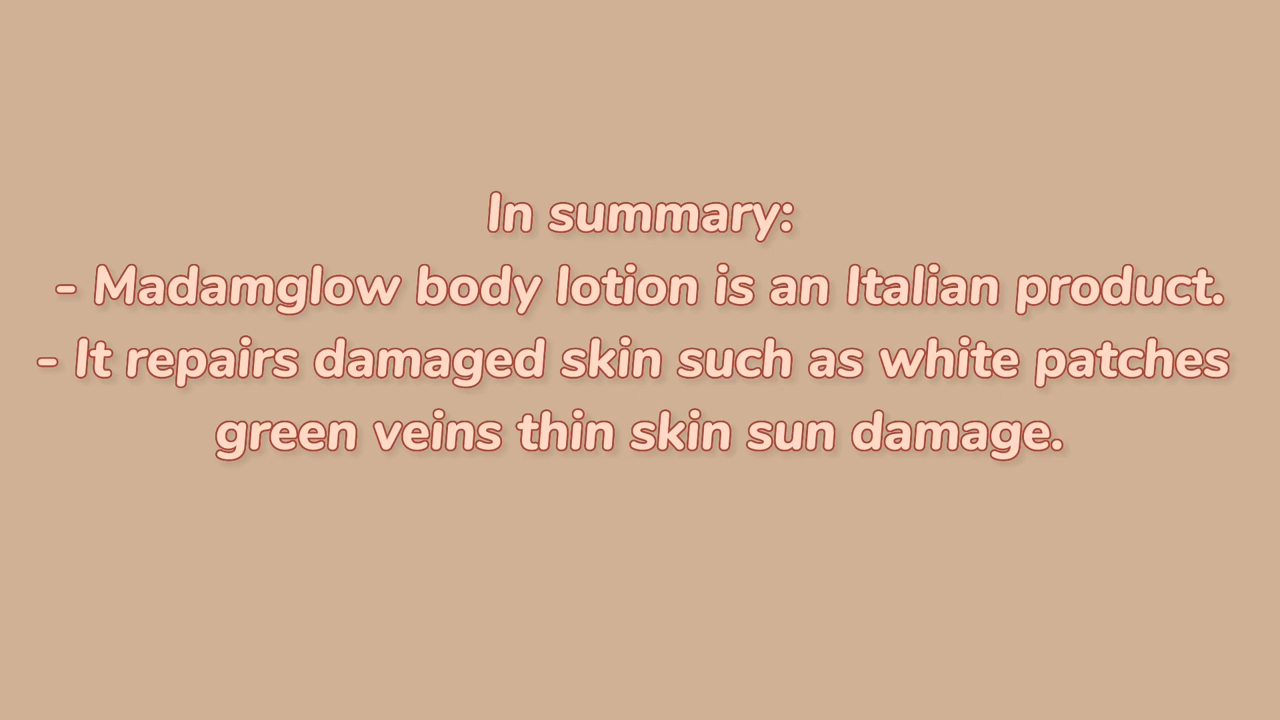 In summary:
- Madamglow body lotion is an Italian product.
- It repairs damaged skin such as white patches
green veins thin skin sun damage.